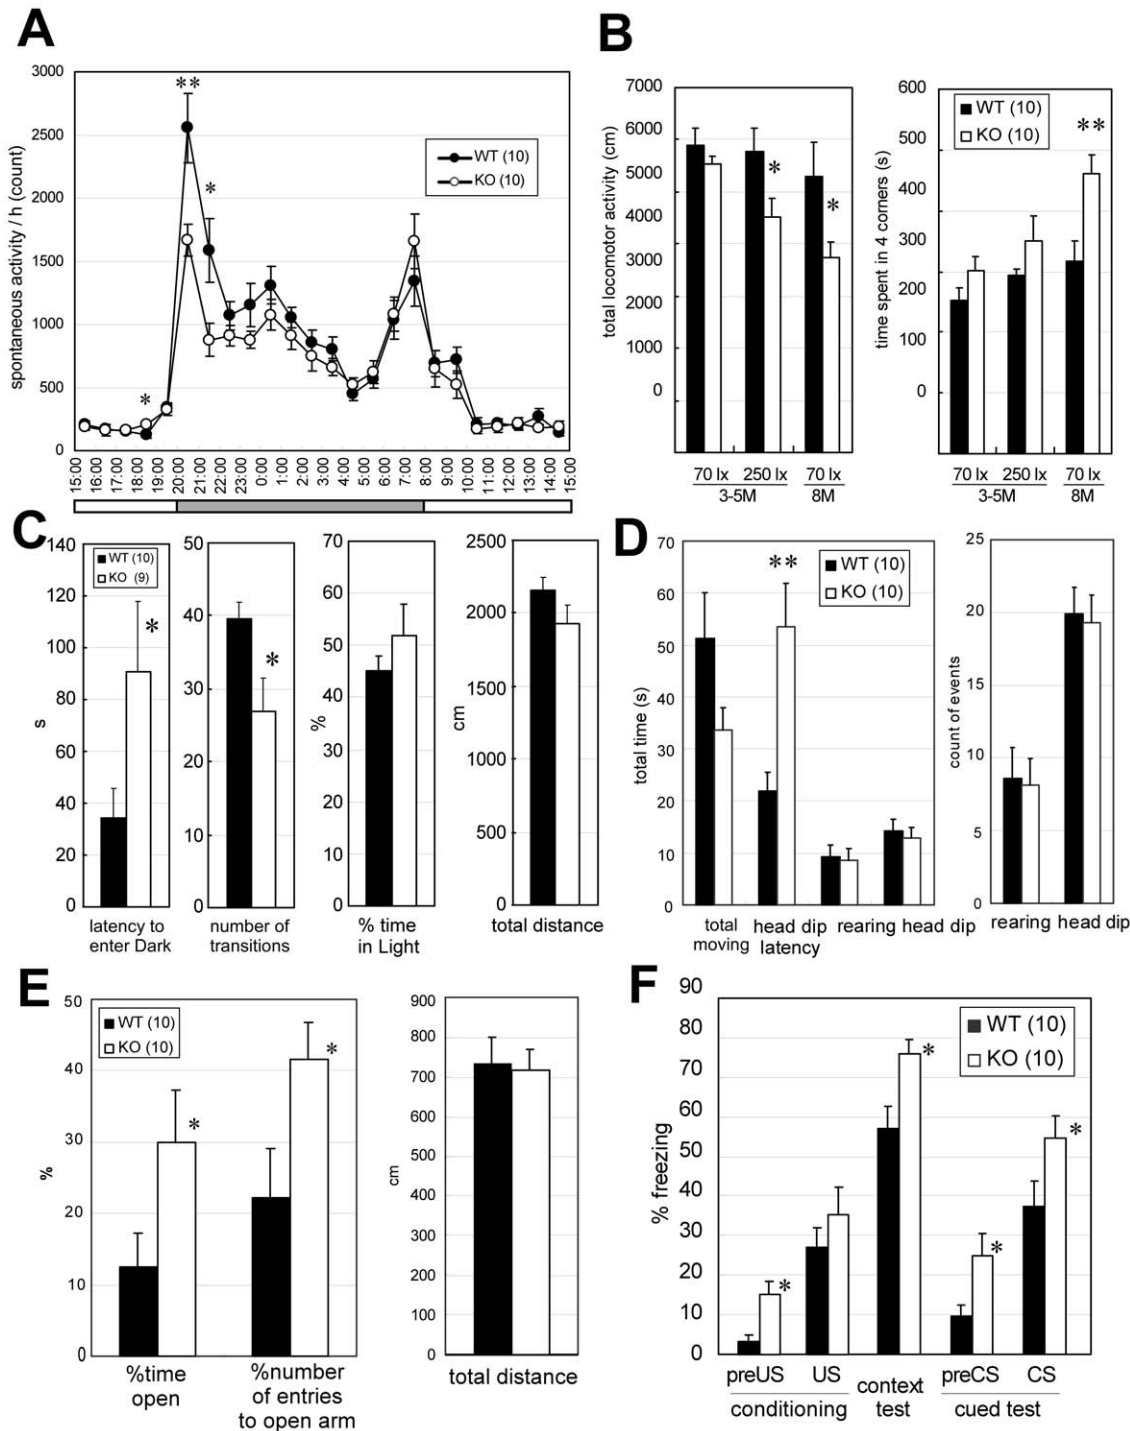 A
3000
2500
2000
1500
1000
500
0
spontaneous activity / h (count)
**
*
*
WT (10)
KO (10)
15:00
16:00
17:00
18:00
19:00
20:00
21:00
22:00
23:00
0:00
1:00
2:00
3:00
4:00
5:00
6:00
7:00
8:00
9:00
10:00
11:00
12:00
13:00
14:00
15:00
B
7000
6000
5000
4000
3000
2000
1000
0
total locomotor activity (cm)
*
*
70 lx 250 lx 70 lx
3-5M 8M
600
500
400
300
200
100
0
time spent in 4 corners (s)
WT (10)
KO (10)
**
70 lx 250 lx 70 lx
3-5M 8M
C
140
120
100
80
60
40
20
0
s
WT (10)
KO (9)
*
latency to
enter Dark
50
40
30
20
10
0
*
number of
transitions
70
60
50
40
30
20
10
0
%
% time
in Light
2500
2000
1500
1000
500
0
cm
total distance
D
70
60
50
40
30
20
10
0
total time (s)
**
WT (10)
KO (10)
total
moving
head dip
latency
rearing head dip
25
20
15
10
5
0
count of events
rearing head dip
E
50
40
30
20
10
0
%
WT (10)
KO (10)
*
*
%time
open
%number
of entries
to open arm
900
800
700
600
500
400
300
200
100
0
cm
total distance
F
90
80
70
60
50
40
30
20
10
0
% freezing
WT (10)
KO (10)
*
*
*
*
preUS US
conditioning
context
test
preCS CS
cued test